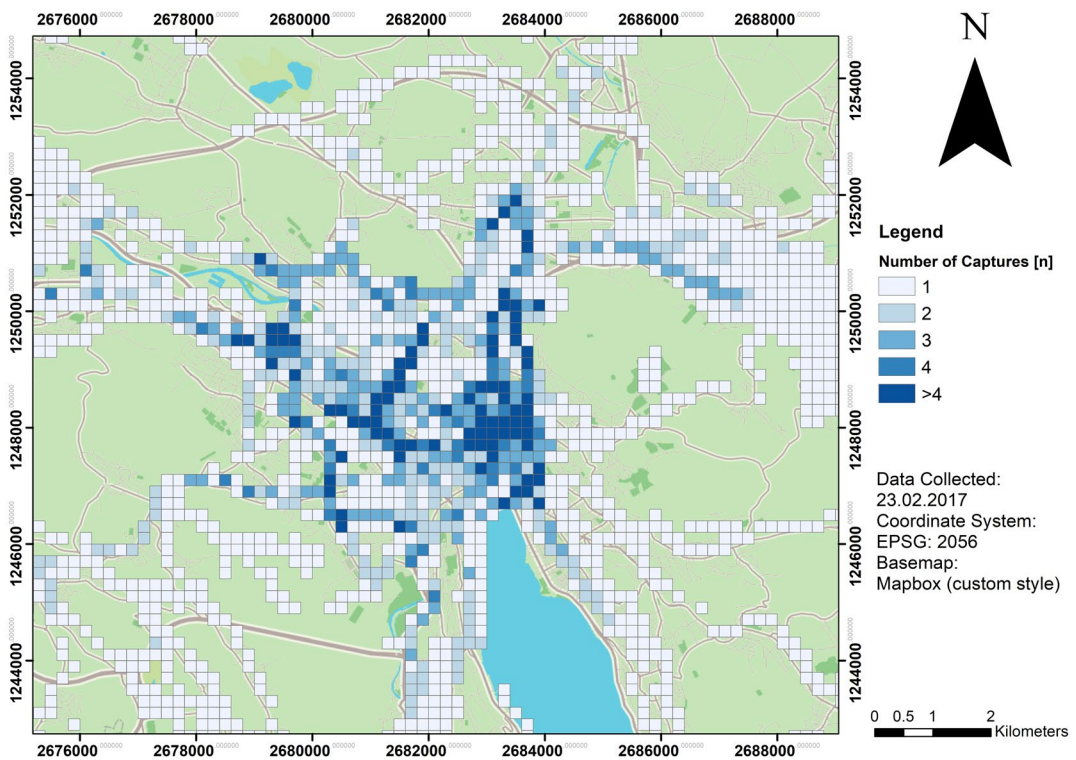 2676000 2678000 2680000 2682000 2684000 2686000 2688000
N
1254000 1254000
1252000 1252000
Legend
Number of Captures [n]
1
1250000 1250000
2
3
4
>4
1248000 1248000
Data Collected:
23.02.2017
Coordinate System:
EPSG: 2056
1246000 1246000
Basemap:
Mapbox (custom style)
1244000 1244000
0 0.5 1 2
Kilometers
2676000 2678000 2680000 2682000 2684000 2686000 2688000